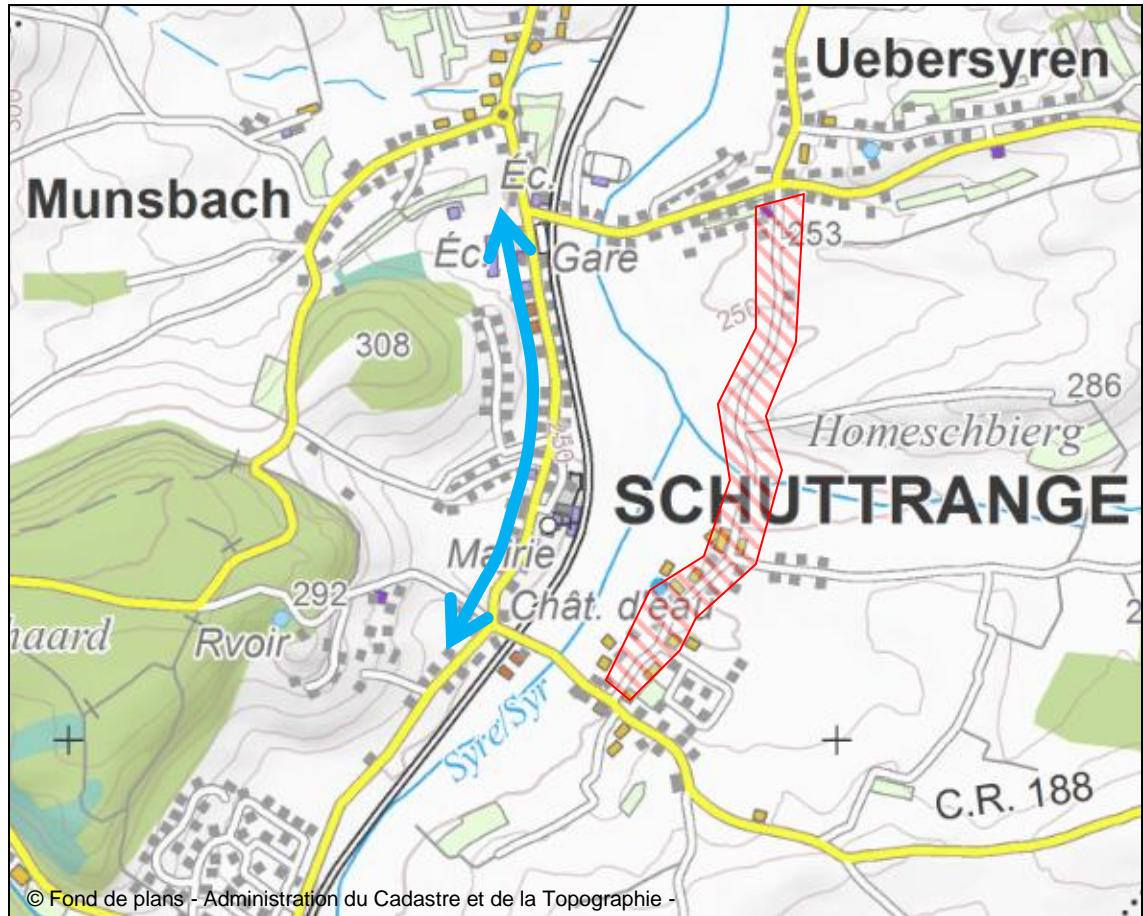 Uebersyren
Munsbach
Éc.
Éc.
Gare
253
250
308
286
Homeschbierg
250
SCHUTTRANGE
Mairie
292
Chât. d'eau
haard
Rvoir
Syre/Syr
C.R. 188
© Fond de plans - Administration du Cadastre et de la Topographie -